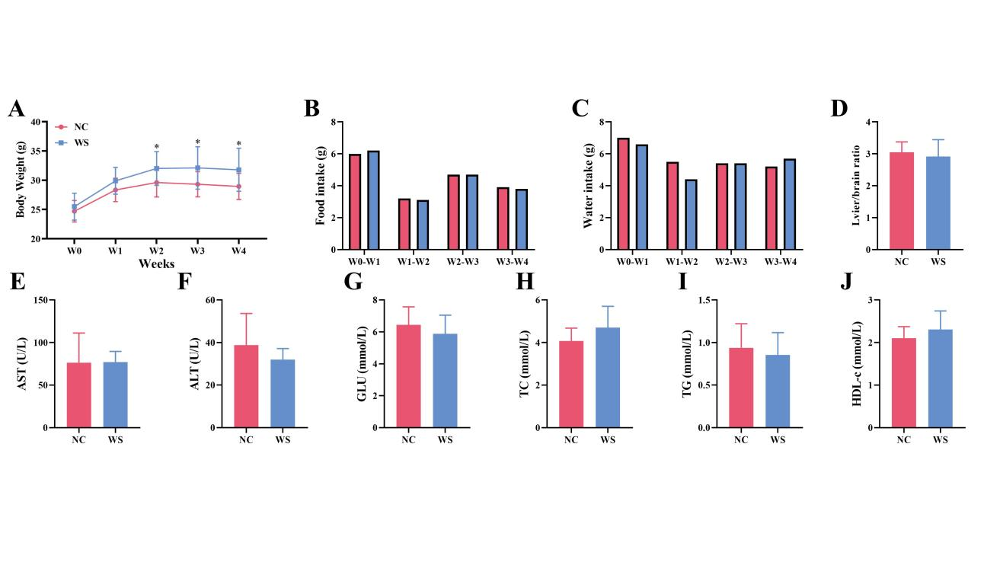 A
Body Weight (g)
40
35
30
25
20
NC
WS
*
*
*
W0
W1
W2
W3
W4
Weeks
B
Food intake (g)
8
6
4
2
0
W0-W1
W1-W2
W2-W3
W3-W4
C
Water intake (g)
8
6
4
2
0
W0-W1
W1-W2
W2-W3
W3-W4
D
Lvier/brain ratio
4
3
2
1
0
NC
WS
E
AST (U/L)
150
100
50
0
NC
WS
F
ALT (U/L)
60
40
20
0
NC
WS
G
GLU (mmol/L)
8
6
4
2
0
NC
WS
H
TC (mmol/L)
6
4
2
0
NC
WS
I
TG (mmol/L)
1.5
1.0
0.5
0.0
NC
WS
J
HDL-c (mmol/L)
3
2
1
0
NC
WS